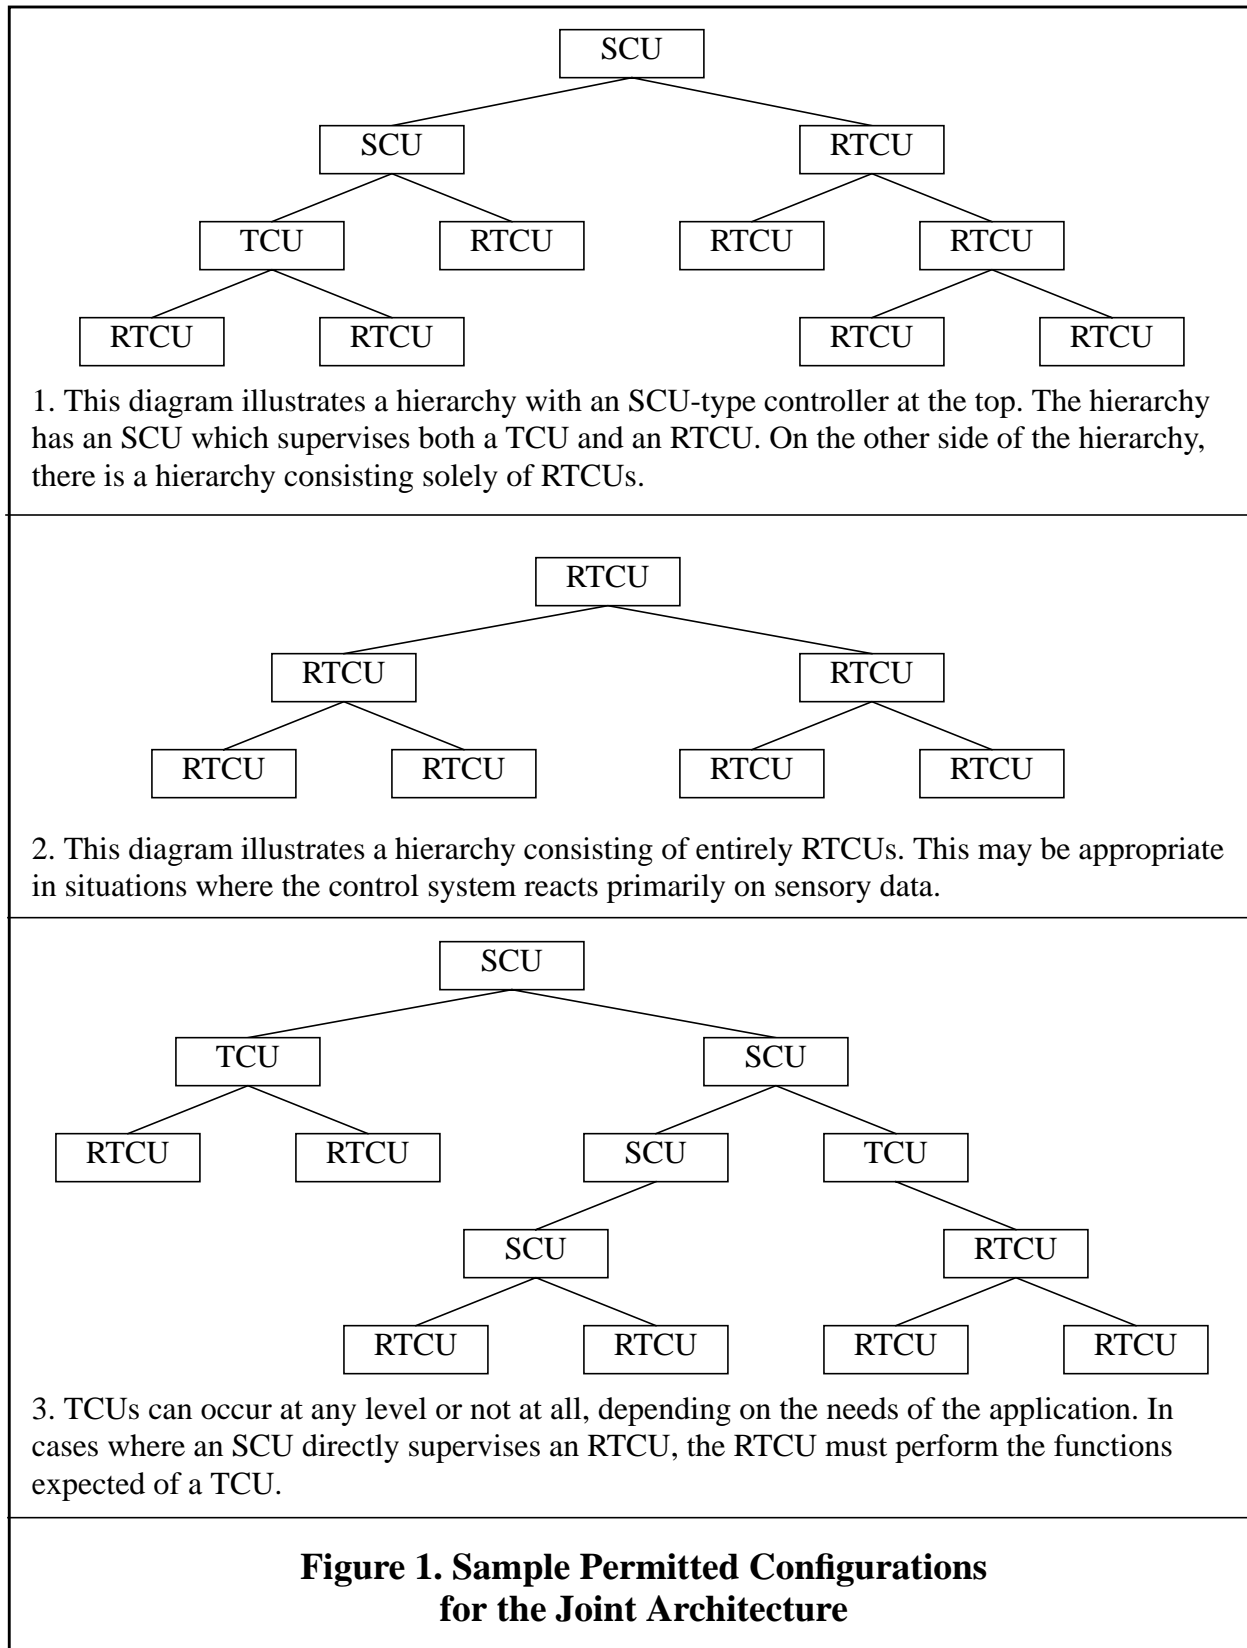 SCU
SCU RTCU
TCU RTCU RTCU RTCU
RTCU RTCU RTCU RTCU
1. This diagram illustrates a hierarchy with an SCU-type controller at the top. The hierarchy
has an SCU which supervises both a TCU and an RTCU. On the other side of the hierarchy,
there is a hierarchy consisting solely of RTCUs.
RTCU
RTCU RTCU
RTCU RTCU RTCU RTCU
2. This diagram illustrates a hierarchy consisting of entirely RTCUs. This may be appropriate
in situations where the control system reacts primarily on sensory data.
SCU
TCU SCU
RTCU RTCU SCU TCU
SCU RTCU
RTCU RTCU RTCU RTCU
3. TCUs can occur at any level or not at all, depending on the needs of the application. In
cases where an SCU directly supervises an RTCU, the RTCU must perform the functions
expected of a TCU.
Figure 1. Sample Permitted Configurations
for the Joint Architecture